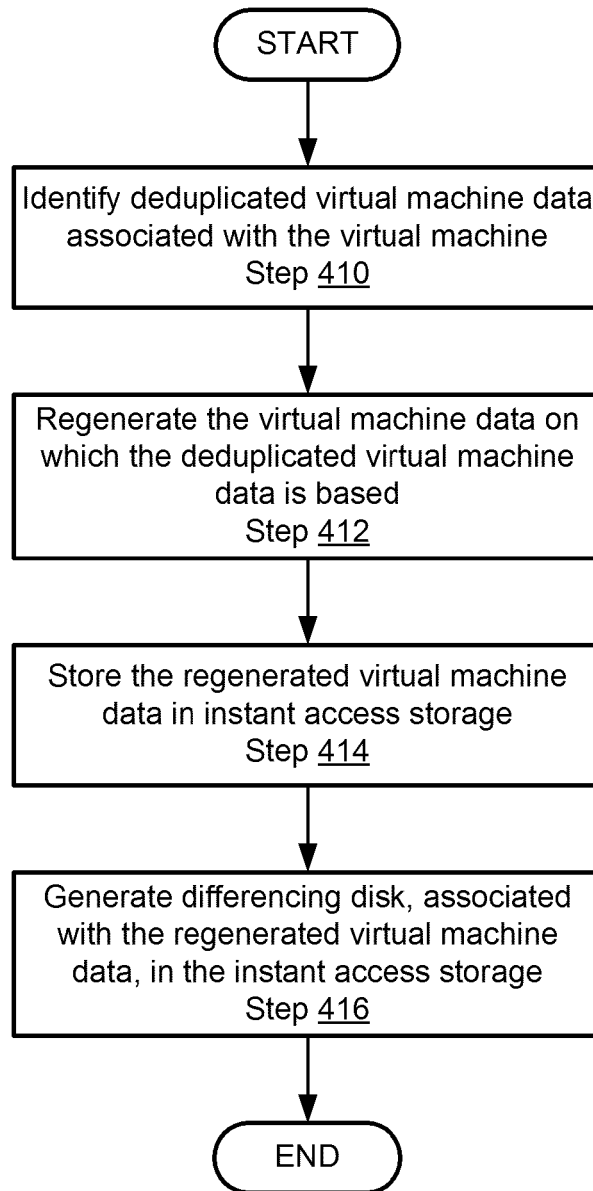 START
Identify deduplicated virtual machine data
associated with the virtual machine
Step 410
Regenerate the virtual machine data on
which the deduplicated virtual machine
data is based
Step 412
Store the regenerated virtual machine
data in instant access storage
Step 414
Generate differencing disk, associated
with the regenerated virtual machine
data, in the instant access storage
Step 416
END